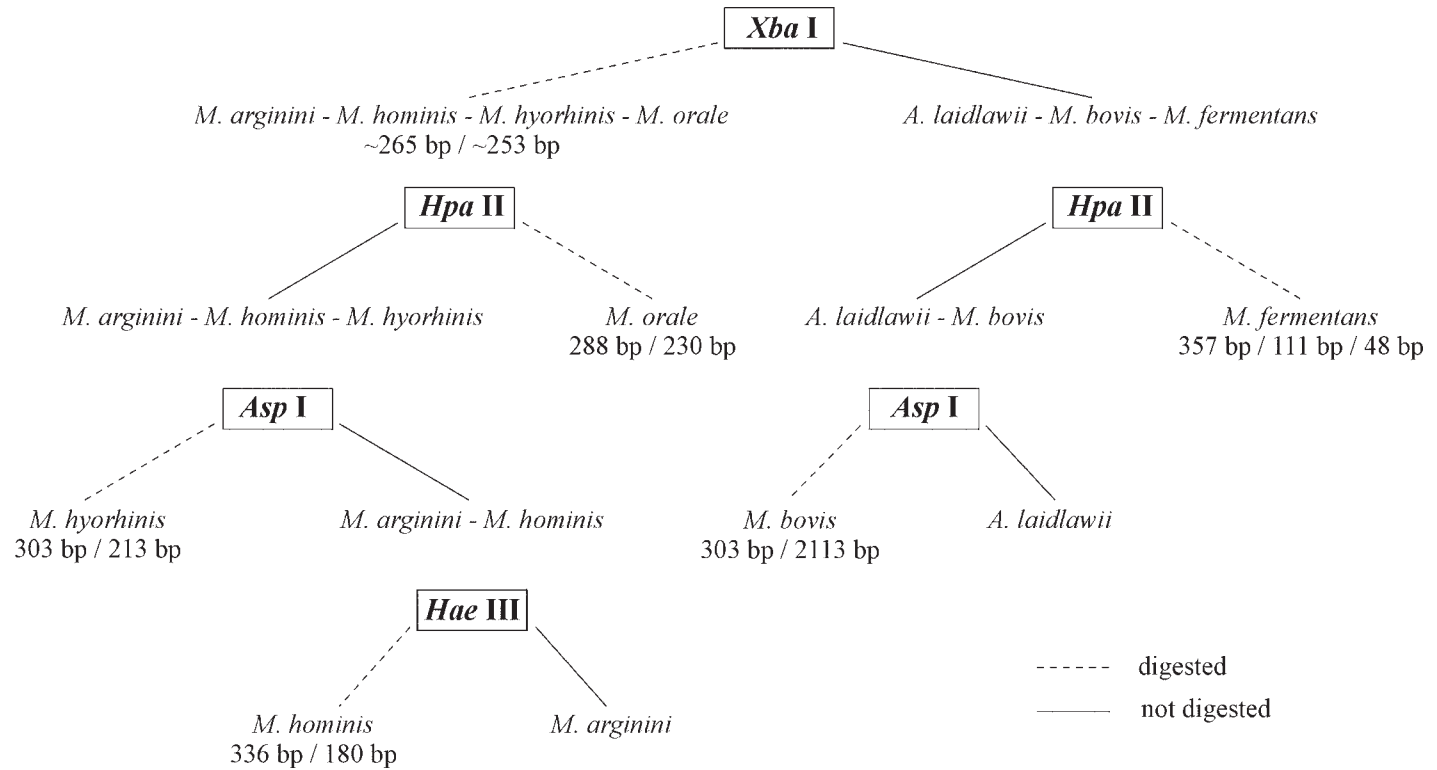 Xba I
M. arginini - M. hominis - M. hyorhinis - M. orale
~265 bp / ~253 bp
A. laidlawii - M. bovis - M. fermentans
Hpa II
Hpa II
M. arginini - M. hominis - M. hyorhinis
M. orale
288 bp / 230 bp
A. laidlawii - M. bovis
M. fermentans
357 bp / 111 bp / 48 bp
Asp I
Asp I
M. hyorhinis
303 bp / 213 bp
M. arginini - M. hominis
M. bovis
303 bp / 2113 bp
A. laidlawii
Hae III
M. hominis
336 bp / 180 bp
M. arginini
digested
not digested